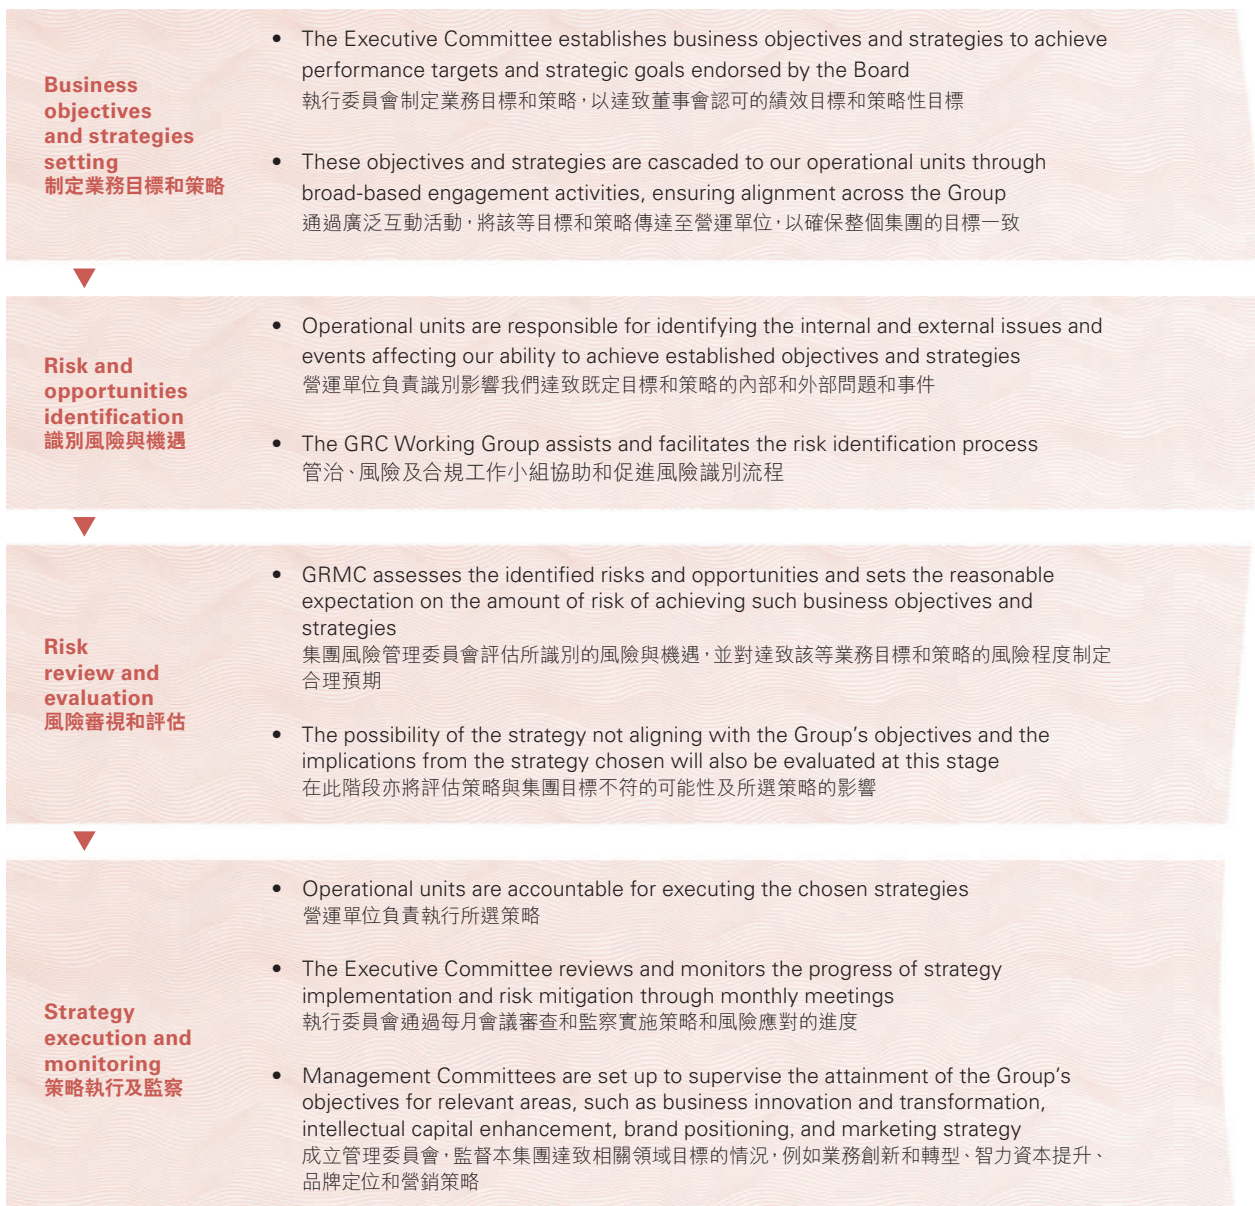 Business
objectives
and strategies
setting
制定業務目標和策略
• The Executive Committee establishes business objectives and strategies to achieve
performance targets and strategic goals endorsed by the Board
執行委員會制定業務目標和策略，以達致董事會認可的績效目標和策略性目標
• These objectives and strategies are cascaded to our operational units through
broad-based engagement activities, ensuring alignment across the Group
通過廣泛互動活動，將該等目標和策略傳達至營運單位，以確保整個集團的目標一致
Risk and
opportunities
identification
識別風險與機遇
• Operational units are responsible for identifying the internal and external issues and
events affecting our ability to achieve established objectives and strategies
營運單位負責識別影響我們達致既定目標和策略的內部和外部問題和事件
• The GRC Working Group assists and facilitates the risk identification process
管治、風險及合規工作小組協助和促進風險識別流程
Risk
review and
evaluation
風險審視和評估
• GRMC assesses the identified risks and opportunities and sets the reasonable
expectation on the amount of risk of achieving such business objectives and
strategies
集團風險管理委員會評估所識別的風險與機遇，並對達致該等業務目標和策略的風險程度制定
合理預期
• The possibility of the strategy not aligning with the Group’s objectives and the
implications from the strategy chosen will also be evaluated at this stage
在此階段亦將評估策略與集團目標不符的可能性及所選策略的影響
Strategy
execution and
monitoring
策略執行及監察
• Operational units are accountable for executing the chosen strategies
營運單位負責執行所選策略
• The Executive Committee reviews and monitors the progress of strategy
implementation and risk mitigation through monthly meetings
執行委員會通過每月會議審查和監察實施策略和風險應對的進度
• Management Committees are set up to supervise the attainment of the Group’s
objectives for relevant areas, such as business innovation and transformation,
intellectual capital enhancement, brand positioning, and marketing strategy
成立管理委員會，監督本集團達致相關領域目標的情況，例如業務創新和轉型、智力資本提升、
品牌定位和營銷策略